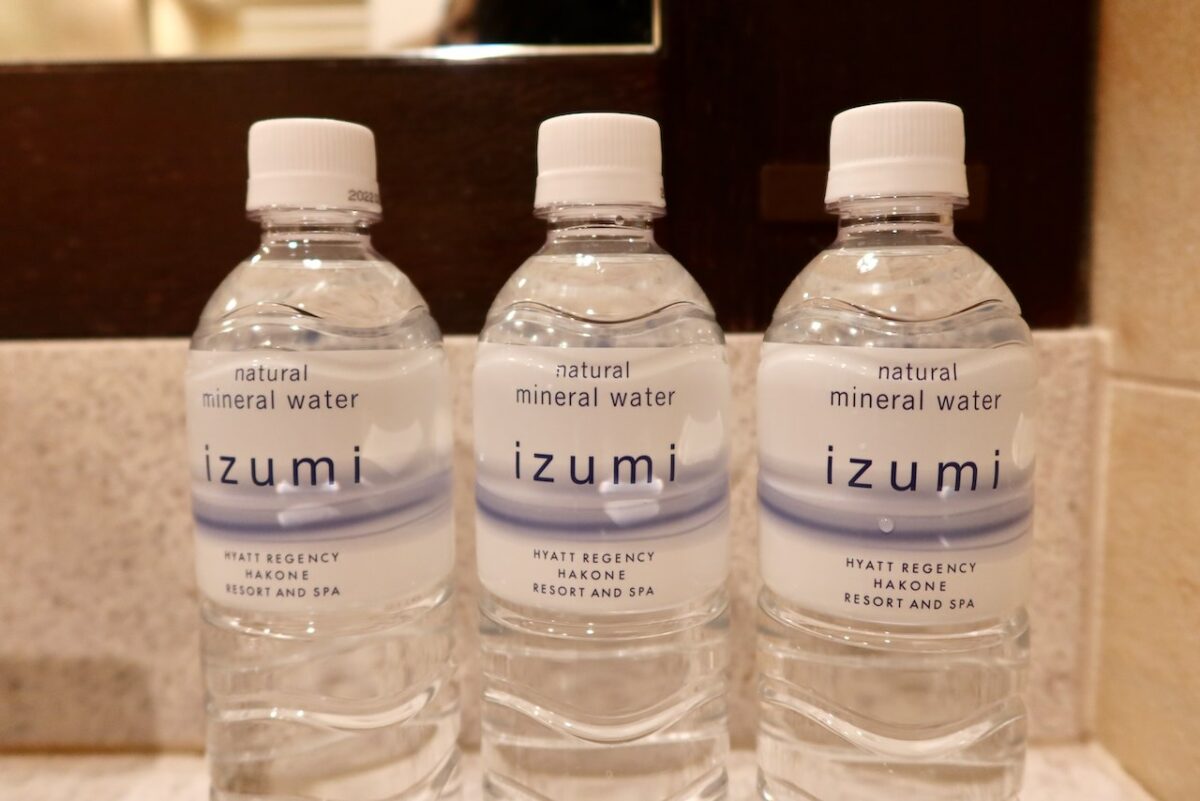 natural
mineral water
izumi
HYATT REGENCY
HAKONE
RESORT AND SPA
natural
mineral water
izumi
HYATT REGENCY
HAKONE
RESORT AND SPA
natural
mineral water
izumi
HYATT REGENCY
HAKONE
RESORT AND SPA